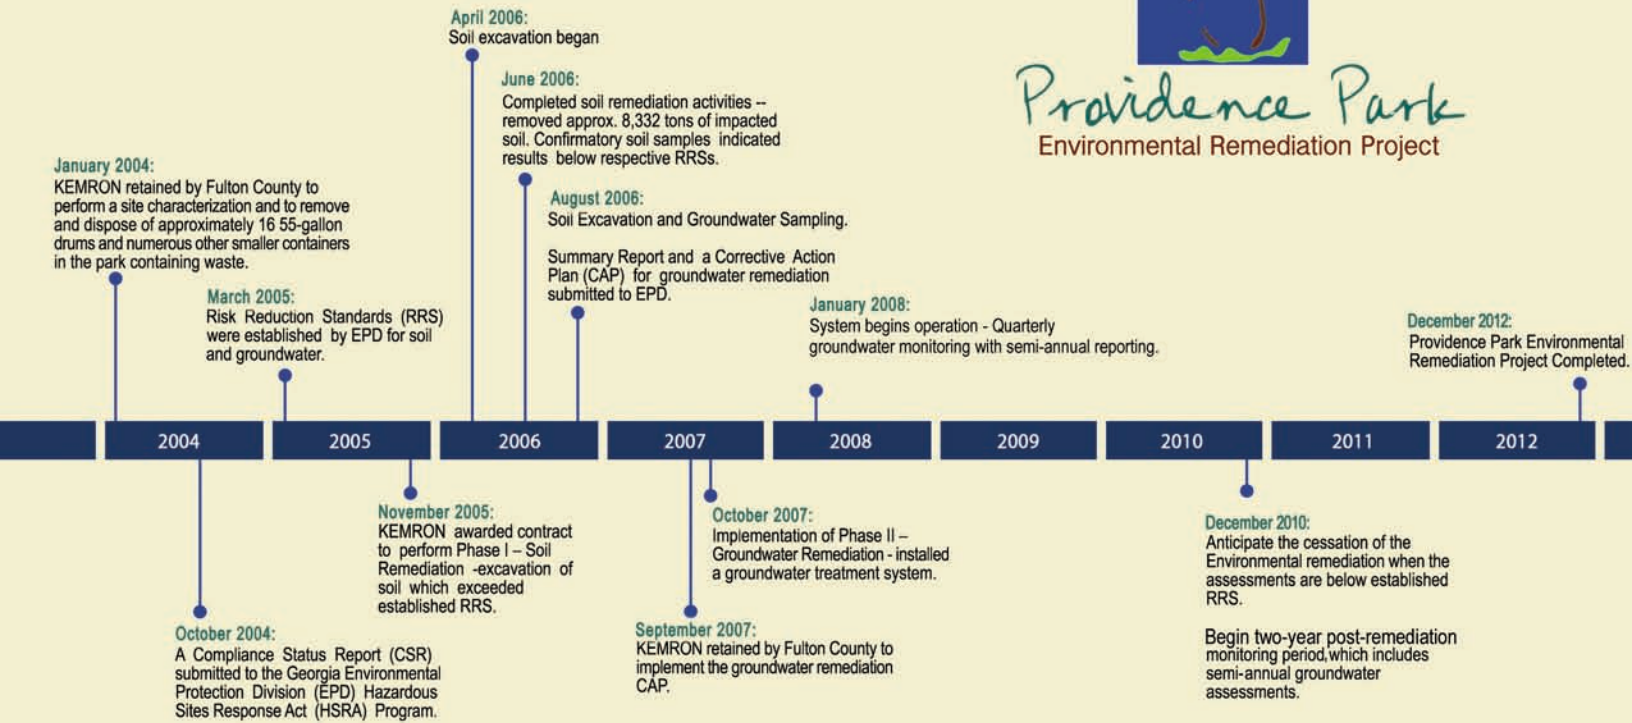 Providence Park
Environmental Remediation Project
April 2006:
Soil excavation began
June 2006:
Completed soil remediation activities --
removed approx. 8,332 tons of impacted
soil. Confirmatory soil samples indicated
results below respective RRSs.
January 2004:
KEMRON retained by Fulton County to
perform a site characterization and to remove
and dispose of approximately 16 55-gallon
drums and numerous other smaller containers
in the park containing waste.
August 2006:
Soil Excavation and Groundwater Sampling.
Summary Report and a Corrective Action
Plan (CAP) for groundwater remediation
submitted to EPD.
March 2005:
Risk Reduction Standards (RRS)
were established by EPD for soil
and groundwater.
January 2008:
System begins operation - Quarterly
groundwater monitoring with semi-annual reporting.
December 2012:
Providence Park Environmental
Remediation Project Completed.
2004 2005 2006 2007 2008 2009 2010 2011 2012
November 2005:
KEMRON awarded contract
to perform Phase I – Soil
Remediation -excavation of
soil which exceeded
established RRS.
October 2007:
Implementation of Phase II –
Groundwater Remediation - installed
a groundwater treatment system.
December 2010:
Anticipate the cessation of the
Environmental remediation when the
assessments are below established
RRS.
Begin two-year post-remediation
monitoring period,which includes
semi-annual groundwater
assessments.
October 2004:
A Compliance Status Report (CSR)
submitted to the Georgia Environmental
Protection Division (EPD) Hazardous
Sites Response Act (HSRA) Program.
September 2007:
KEMRON retained by Fulton County to
implement the groundwater remediation
CAP.